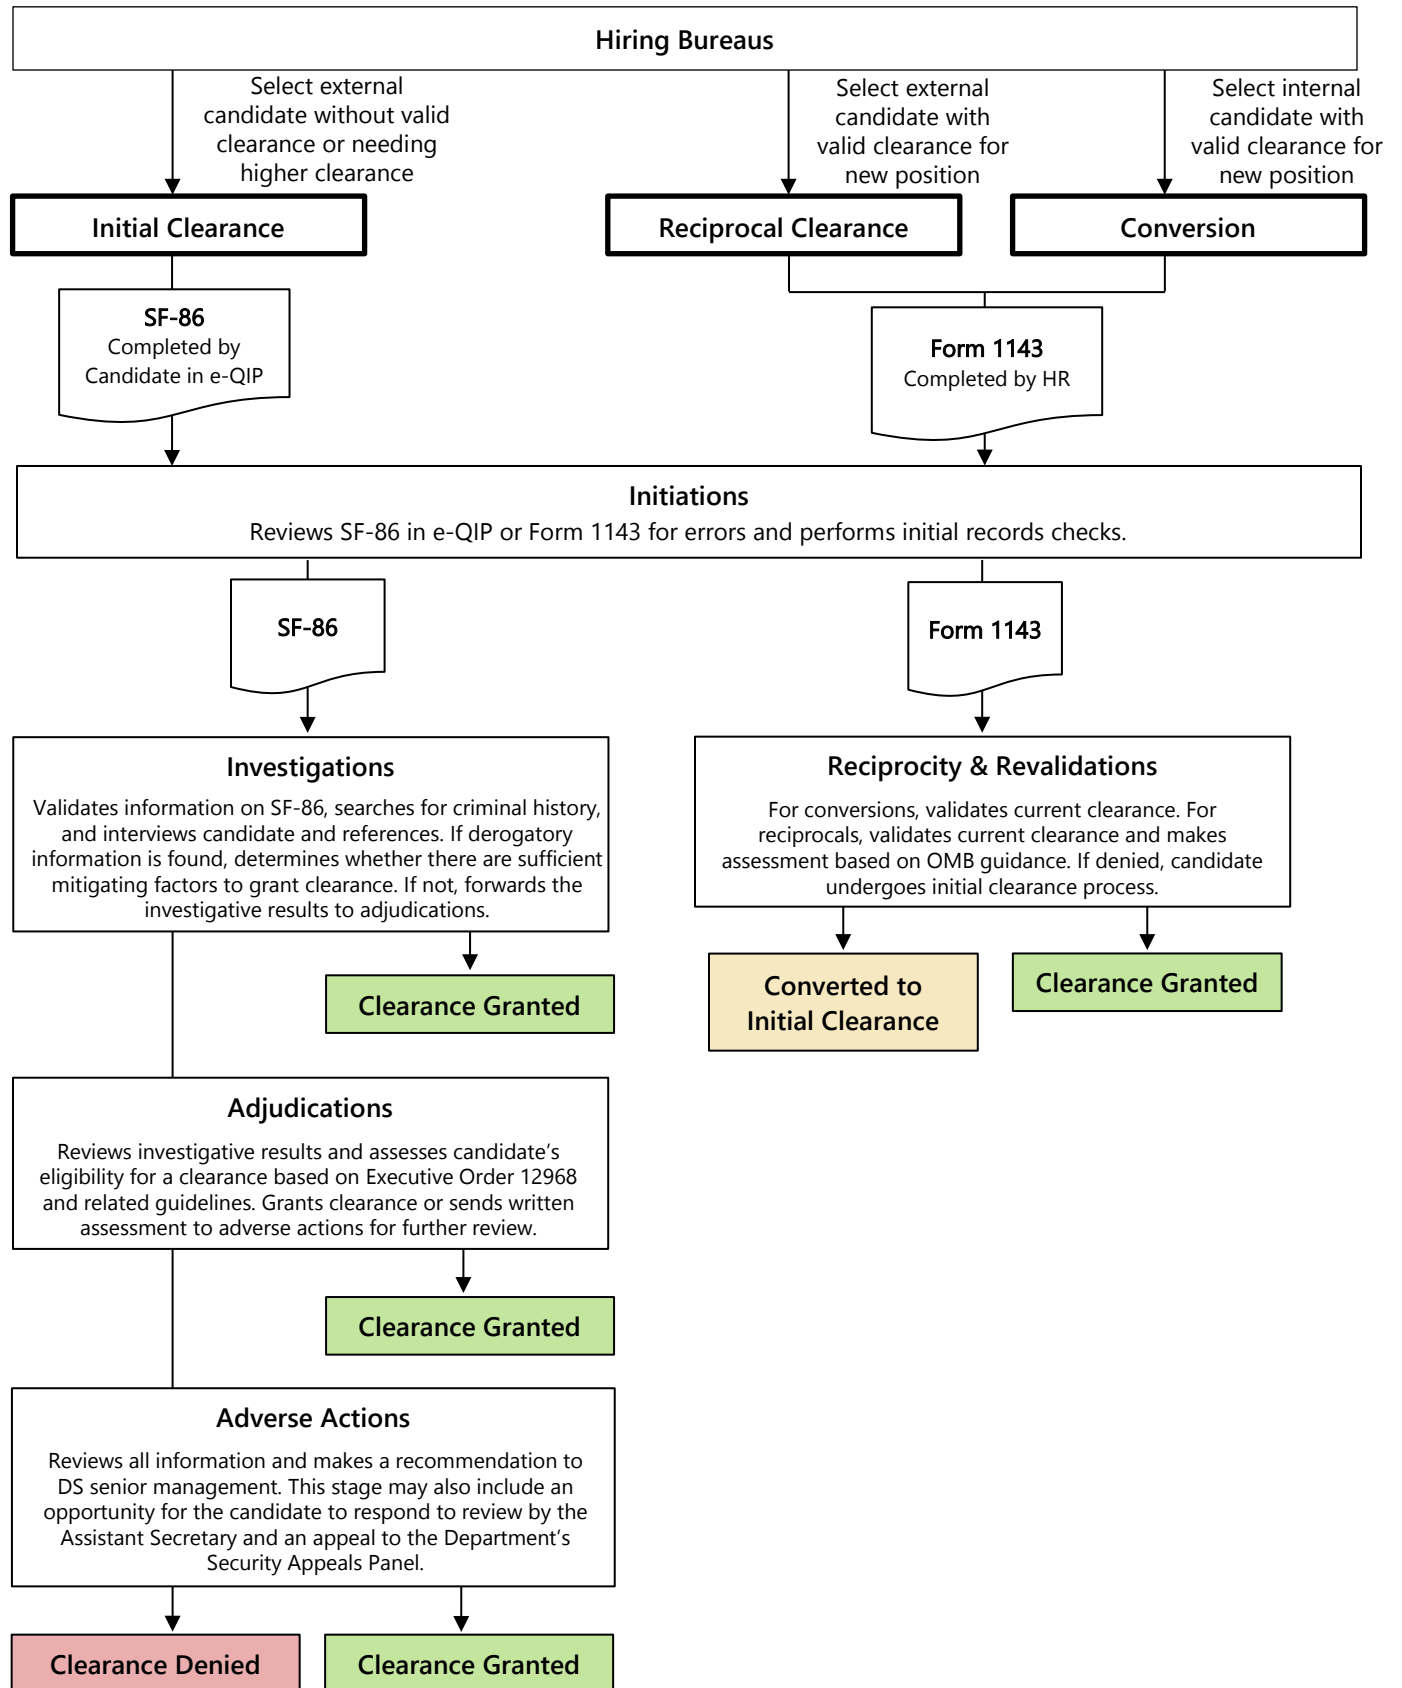 Hiring Bureaus
Select external
candidate without valid
clearance or needing
higher clearance
Select external
candidate with
valid clearance for
new position
Select internal
candidate with
valid clearance for
new position
Initial Clearance
Reciprocal Clearance
Conversion
SF-86
Completed by
Candidate in e-QIP
Form 1143
Completed by HR
Initiations
Reviews SF-86 in e-QIP or Form 1143 for errors and performs initial records checks.
SF-86
Form 1143
Investigations
Validates information on SF-86, searches for criminal history,
and interviews candidate and references. If derogatory
information is found, determines whether there are sufficient
mitigating factors to grant clearance. If not, forwards the
investigative results to adjudications.
Reciprocity & Revalidations
For conversions, validates current clearance. For
reciprocals, validates current clearance and makes
assessment based on OMB guidance. If denied, candidate
undergoes initial clearance process.
Clearance Granted
Converted to
Initial Clearance
Clearance Granted
Adjudications
Reviews investigative results and assesses candidate‘s
eligibility for a clearance based on Executive Order 12968
and related guidelines. Grants clearance or sends written
assessment to adverse actions for further review.
Clearance Granted
Adverse Actions
Reviews all information and makes a recommendation to
DS senior management. This stage may also include an
opportunity for the candidate to respond to review by the
Assistant Secretary and an appeal to the Department’s
Security Appeals Panel.
Clearance Denied
Clearance Granted